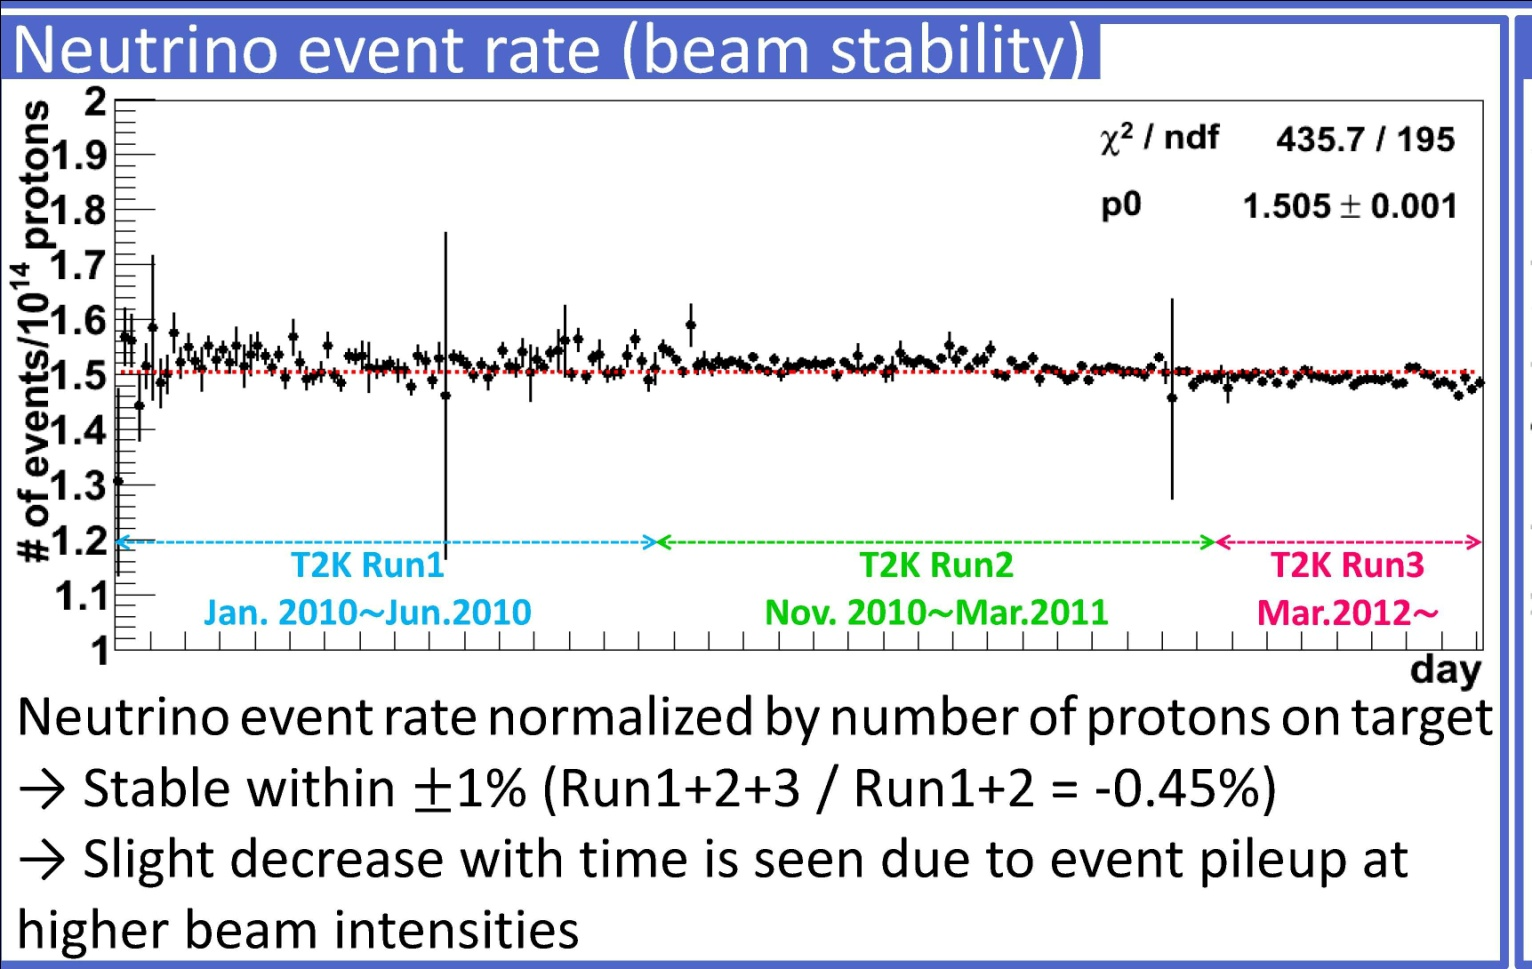 Neutrino event rate (beam stability)
# of events/10¹⁴ protons
2
1.9
1.8
1.7
1.6
1.5
1.4
1.3
1.2
1.1
1
χ² / ndf 435.7 / 195
p0 1.505 ± 0.001
T2K Run1
Jan. 2010~Jun.2010
T2K Run2
Nov. 2010~Mar.2011
T2K Run3
Mar.2012~
day
Neutrino event rate normalized by number of protons on target
→ Stable within ±1% (Run1+2+3 / Run1+2 = -0.45%)
→ Slight decrease with time is seen due to event pileup at
higher beam intensities